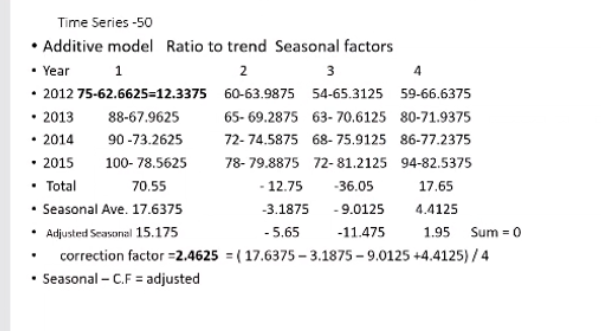 Time Series -50
• Additive model Ratio to trend Seasonal factors
• Year 1 2 3 4
• 2012 75-62.6625=12.3375 60-63.9875 54-65.3125 59-66.6375
• 2013 88-67.9625 65- 69.2875 63- 70.6125 80-71.9375
• 2014 90 -73.2625 72- 74.5875 68- 75.9125 86-77.2375
• 2015 100- 78.5625 78- 79.8875 72- 81.2125 94-82.5375
• Total 70.55 - 12.75 -36.05 17.65
• Seasonal Ave. 17.6375 -3.1875 - 9.0125 4.4125
• Adjusted Seasonal 15.175 - 5.65 -11.475 1.95 Sum = 0
• correction factor =2.4625 = ( 17.6375 – 3.1875 – 9.0125 +4.4125) / 4
• Seasonal – C.F = adjusted